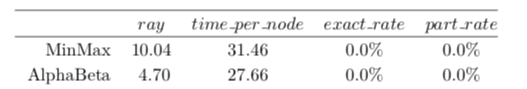 ray time_per_node exact_rate part_rate
MinMax 10.04 31.46 0.0% 0.0%
AlphaBeta 4.70 27.66 0.0% 0.0%